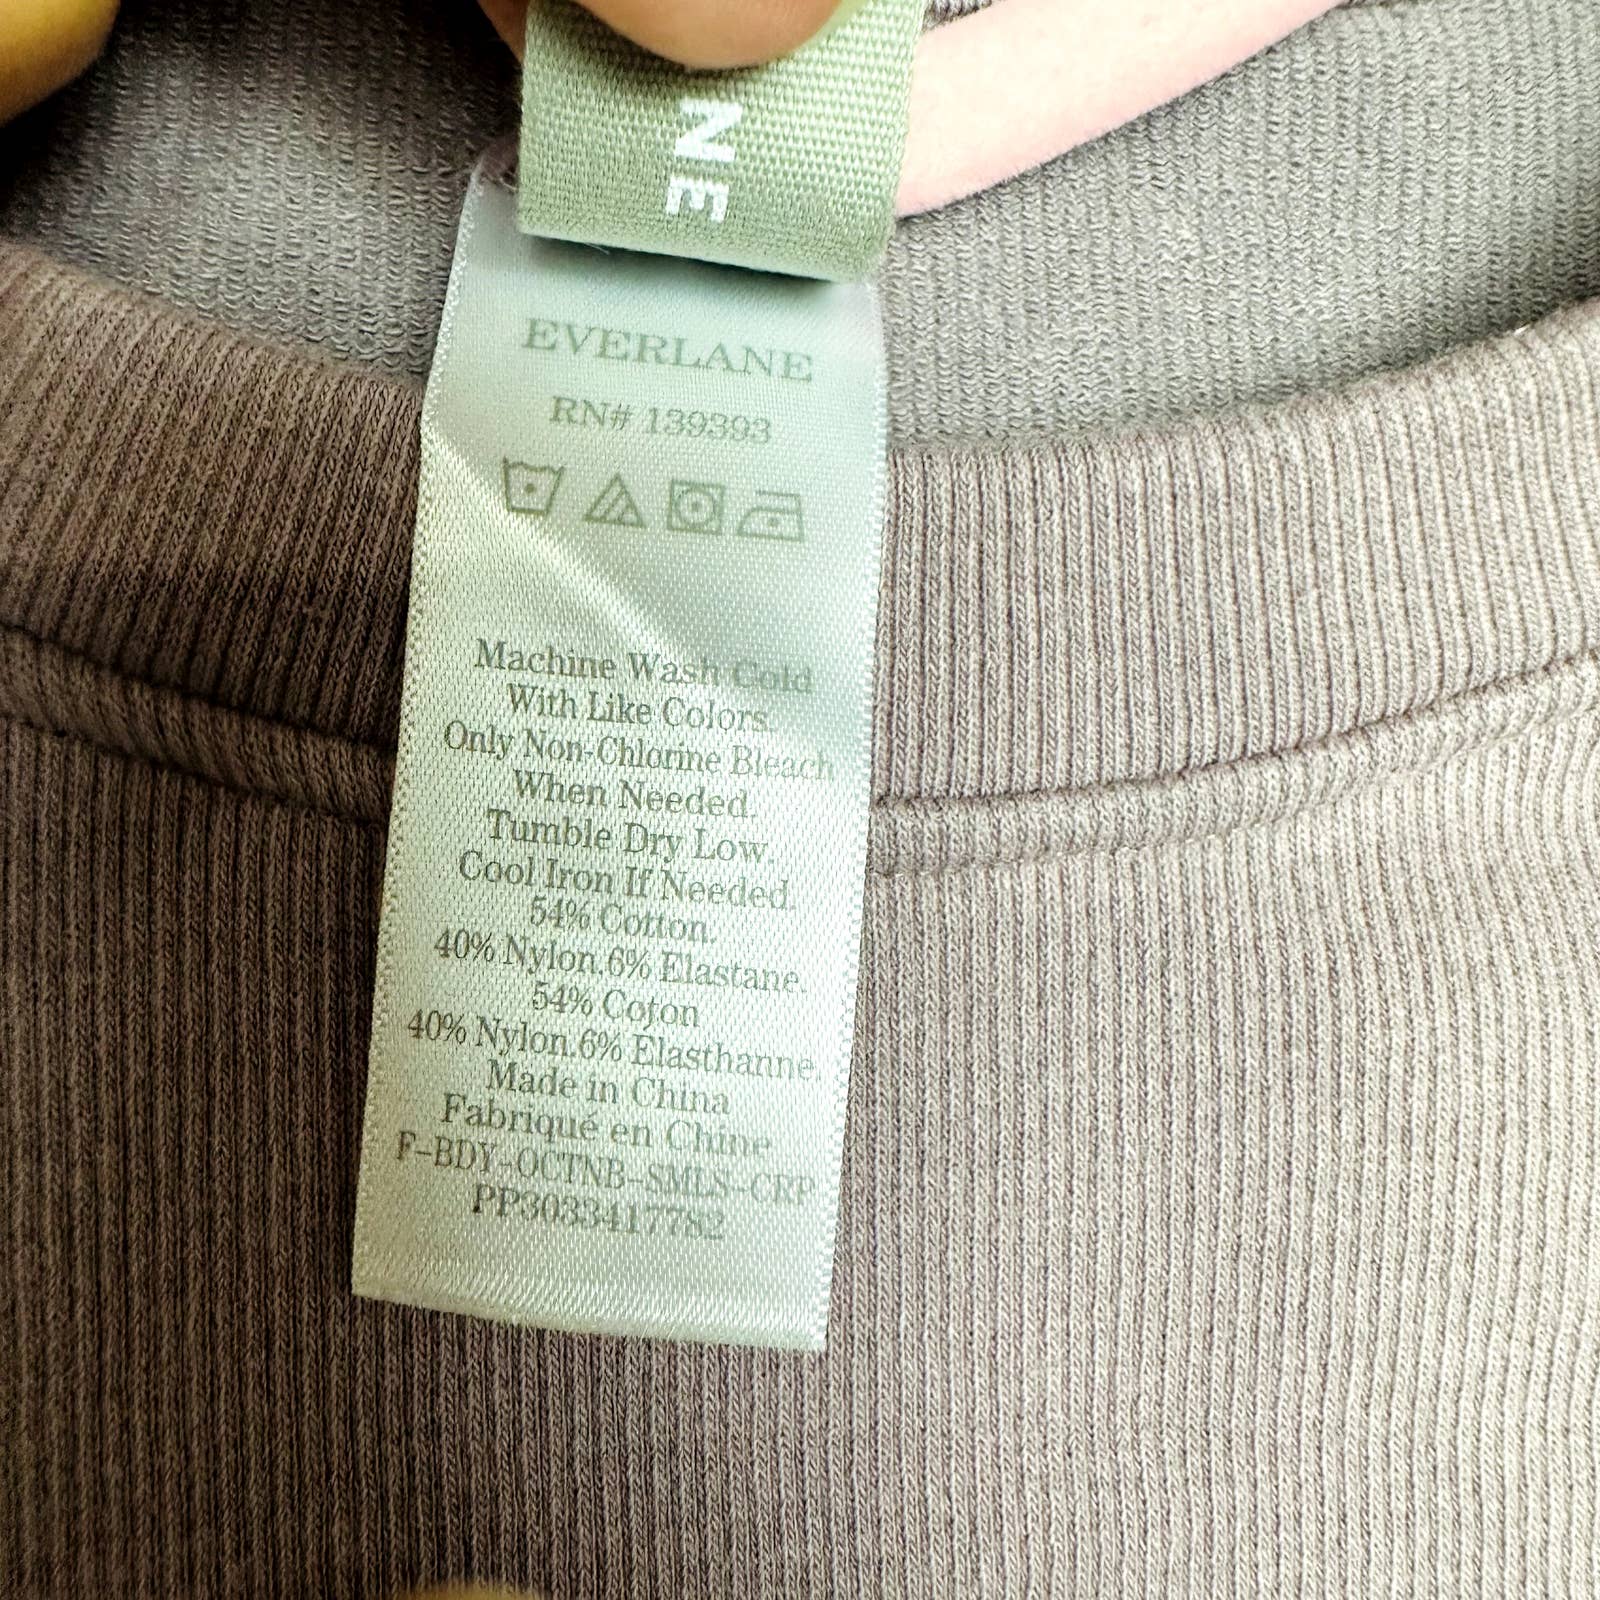 NE
EVERLANE
RN# 139393
Machine Wash Cold
With Like Colors.
Only Non-Chlorine Bleach
When Needed.
Tumble Dry Low.
Cool Iron If Needed.
54% Cotton.
40% Nylon.6% Elastane.
54% Coton
40% Nylon.6% Elasthanne.
Made in China
Fabriqué en Chine
F-BDY-OCTNB-SMLS-CRP
PP3033417782